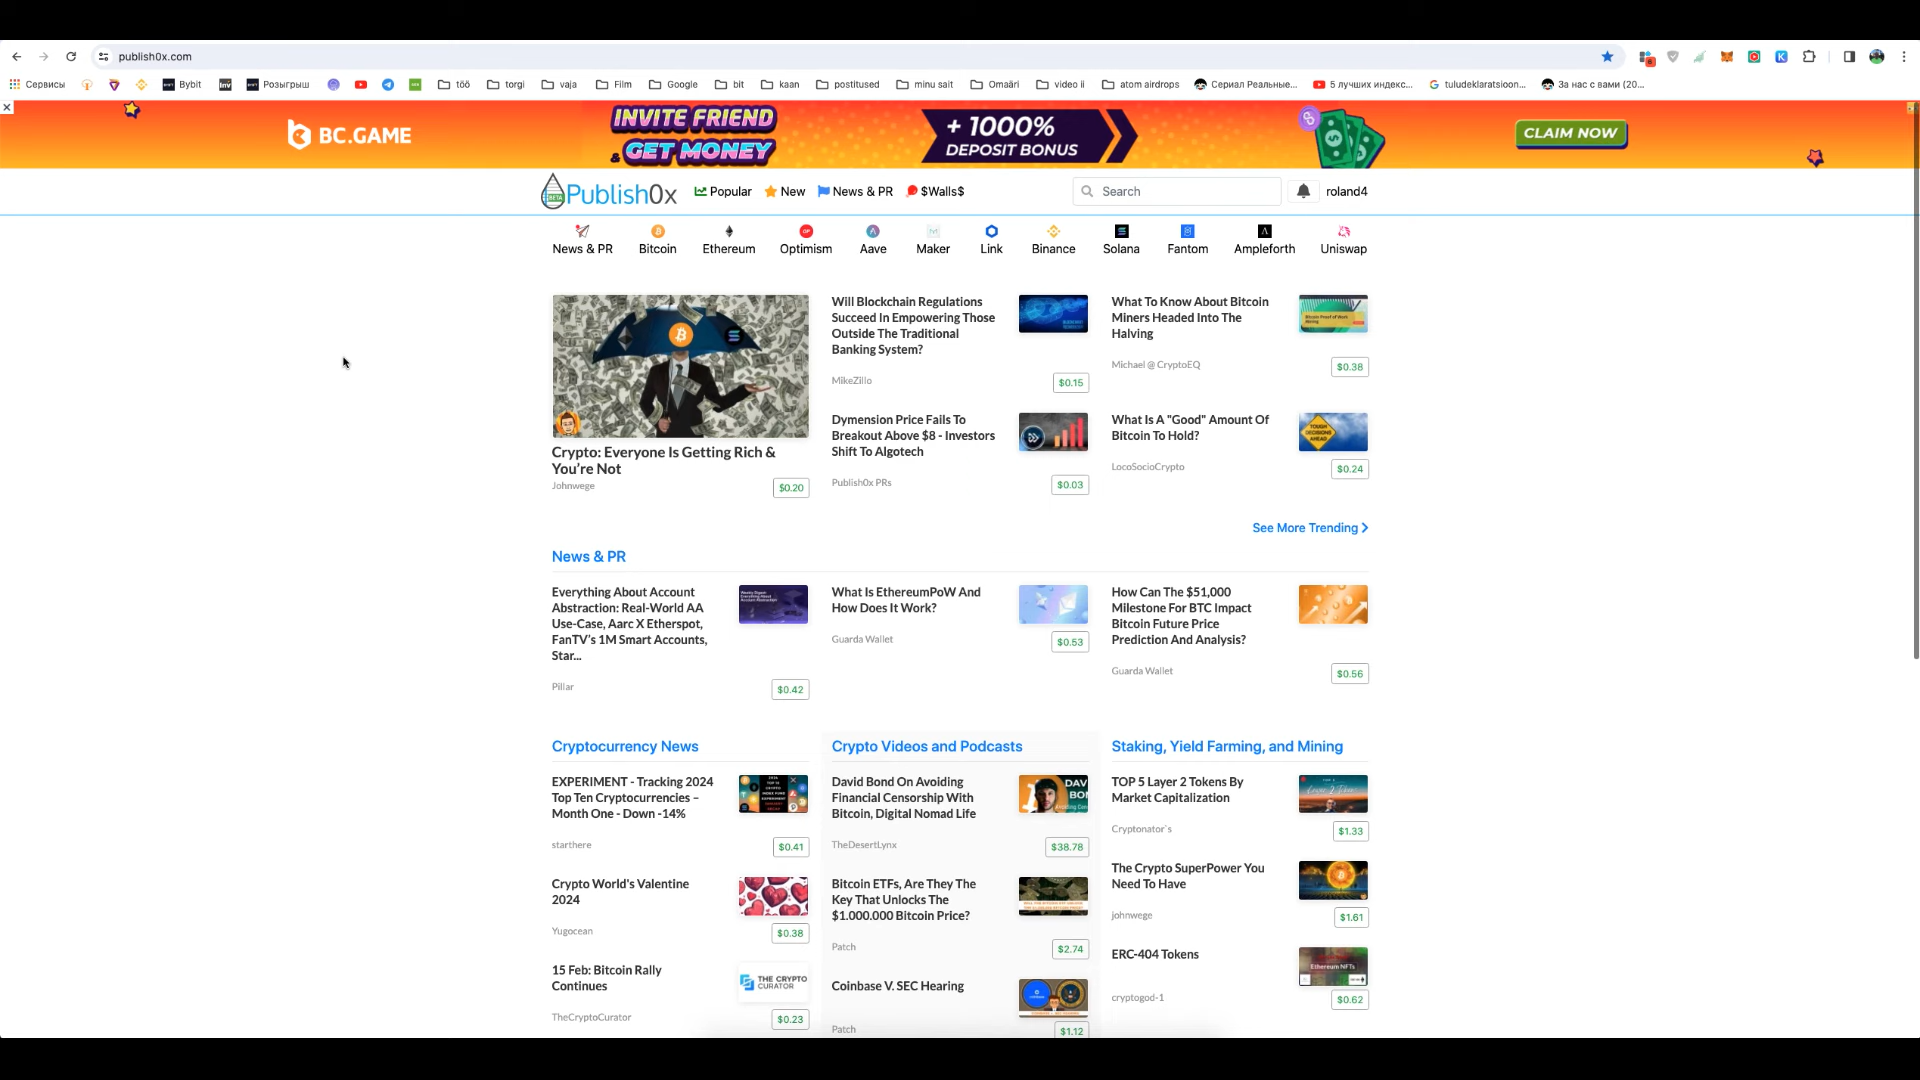 publish0x.com
Сервисы
Bybit
Inv
Розыгрыш
töö
torgi
vaja
Film
Google
bit
kaan
postitused
minu sait
Omaäri
video ii
atom airdrops
Сериал Реальные...
5 лучших индекс...
tuludeklaratsioon...
За нас с вами (20...
BC.GAME
INVITE FRIEND
& GET MONEY
+ 1000%
DEPOSIT BONUS
CLAIM NOW
BETA
Publish0x
Popular
New
News & PR
$Walls$
Search
roland4
News & PR
Bitcoin
Ethereum
Optimism
Aave
Maker
Link
Binance
Solana
Fantom
Ampleforth
Uniswap
Crypto: Everyone Is Getting Rich &
You're Not
Johnwege
$0.20
Will Blockchain Regulations
Succeed In Empowering Those
Outside The Traditional
Banking System?
MikeZillo
$0.15
What To Know About Bitcoin
Miners Headed Into The
Halving
Michael @ CryptoEQ
$0.38
Dymension Price Fails To
Breakout Above $8 - Investors
Shift To Algotech
Publish0x PRs
$0.03
What Is A "Good" Amount Of
Bitcoin To Hold?
TOUGH
DECISIONS
AHEAD
LocoSocioCrypto
$0.24
See More Trending
News & PR
Everything About Account
Abstraction: Real-World AA
Use-Case, Aarc X Etherspot,
FanTV's 1M Smart Accounts,
Star...
Pillar
$0.42
What Is EthereumPoW And
How Does It Work?
Guarda Wallet
$0.53
How Can The $51,000
Milestone For BTC Impact
Bitcoin Future Price
Prediction And Analysis?
Guarda Wallet
$0.56
Cryptocurrency News
EXPERIMENT - Tracking 2024
Top Ten Cryptocurrencies –
Month One - Down -14%
starthere
$0.41
Crypto World's Valentine
2024
Yugocean
$0.38
15 Feb: Bitcoin Rally
Continues
THE CRYPTO
CURATOR
TheCryptoCurator
$0.23
Crypto Videos and Podcasts
David Bond On Avoiding
Financial Censorship With
Bitcoin, Digital Nomad Life
TheDesertLynx
$38.78
Bitcoin ETFs, Are They The
Key That Unlocks The
$1.000.000 Bitcoin Price?
Patch
$2.74
Coinbase V. SEC Hearing
Patch
$1.12
Staking, Yield Farming, and Mining
TOP 5 Layer 2 Tokens By
Market Capitalization
Cryptonator`s
$1.33
The Crypto SuperPower You
Need To Have
johnwege
$1.61
ERC-404 Tokens
Ethereum NFTs
cryptogod-1
$0.62